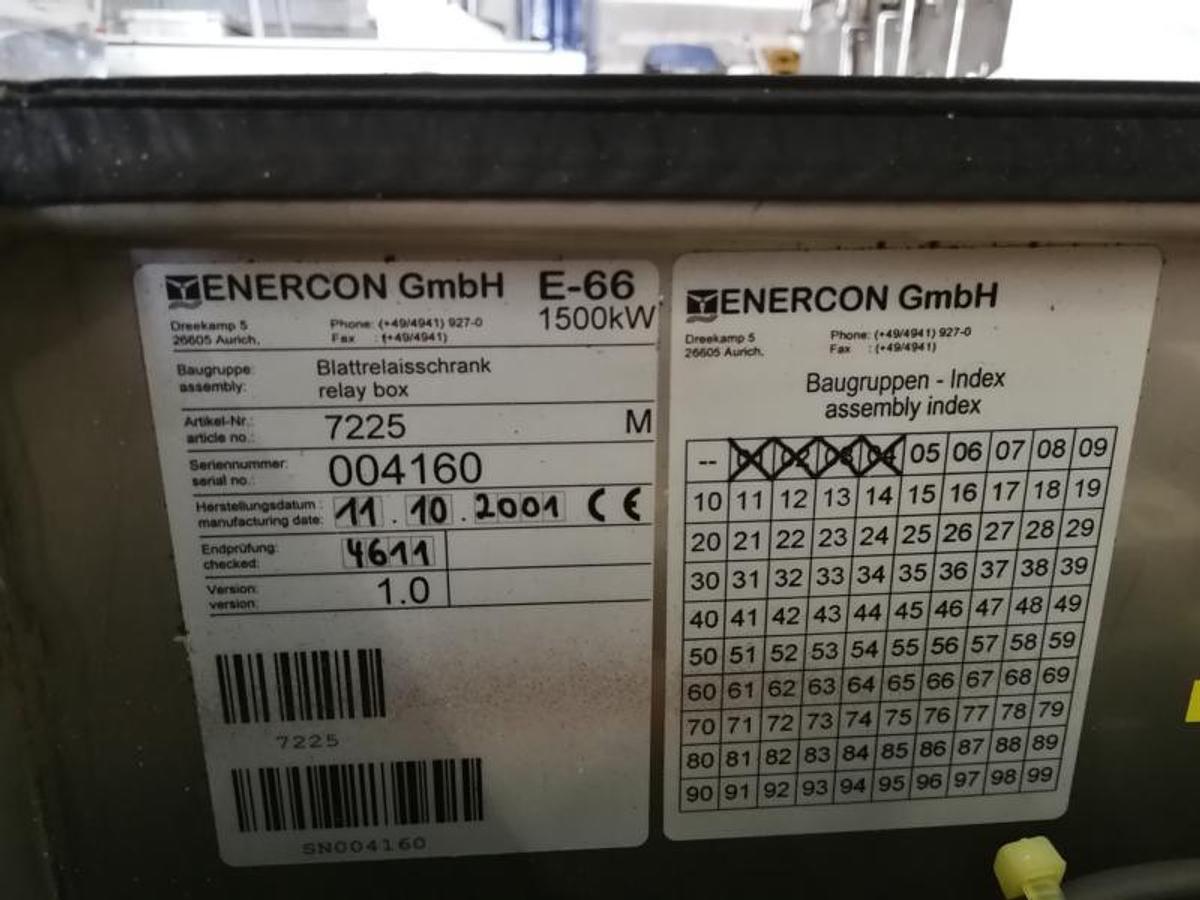 ENERCON GmbH E-66
1500kW
Dreekamp 5 Phone: (+49/4941) 927-0
26605 Aurich, Fax : (+49/4941)
Baugruppe: Blattrelaisschrank
assembly: relay box
Artikel-Nr.: 7225 M
article no.:
Seriennummer: 004160
serial no.:
Herstellungsdatum : 11.10.2001 CE
manufacturing date:
Endprüfung: 4611
checked:
Version: 1.0
version:
7225
SN004160
ENERCON GmbH
Dreekamp 5 Phone: (+49/4941) 927-0
26605 Aurich, Fax : (+49/4941)
Baugruppen - Index
assembly index
-- 01 02 03 04 05 06 07 08 09
10 11 12 13 14 15 16 17 18 19
20 21 22 23 24 25 26 27 28 29
30 31 32 33 34 35 36 37 38 39
40 41 42 43 44 45 46 47 48 49
50 51 52 53 54 55 56 57 58 59
60 61 62 63 64 65 66 67 68 69
70 71 72 73 74 75 76 77 78 79
80 81 82 83 84 85 86 87 88 89
90 91 92 93 94 95 96 97 98 99